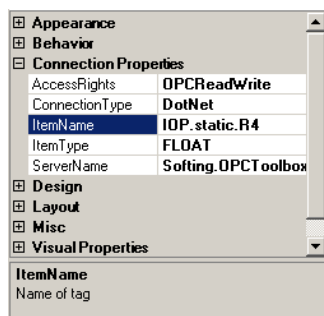 Appearance
Behavior
Connection Properties
AccessRights OPCReadWrite
ConnectionType DotNet
ItemName IOP.static.R4
ItemType FLOAT
ServerName Softing.OPCToolbox
Design
Layout
Misc
Visual Properties
ItemName
Name of tag